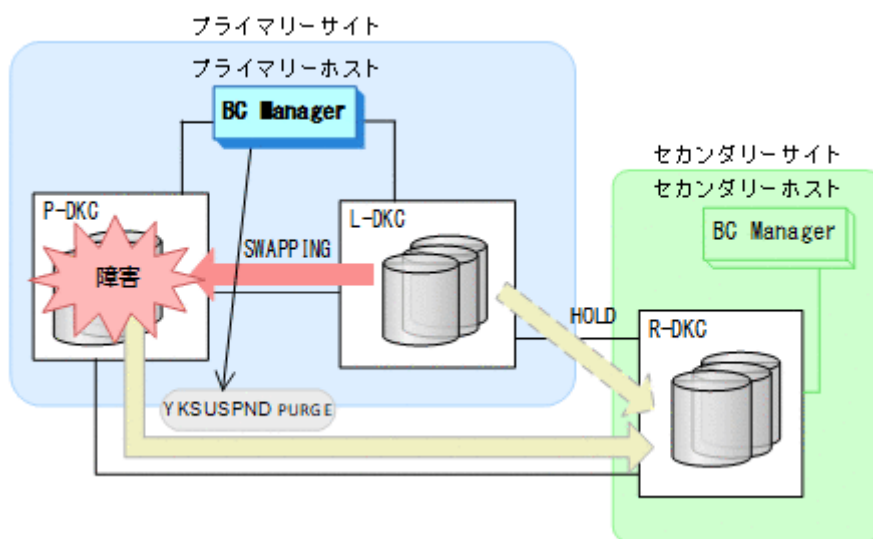 プライマリーサイト
プライマリーホスト
BC Manager
P-DKC
障害
SWAPPING
L-DKC
HOLD
YKSUSPND PURGE
セカンダリーサイト
セカンダリーホスト
BC Manager
R-DKC